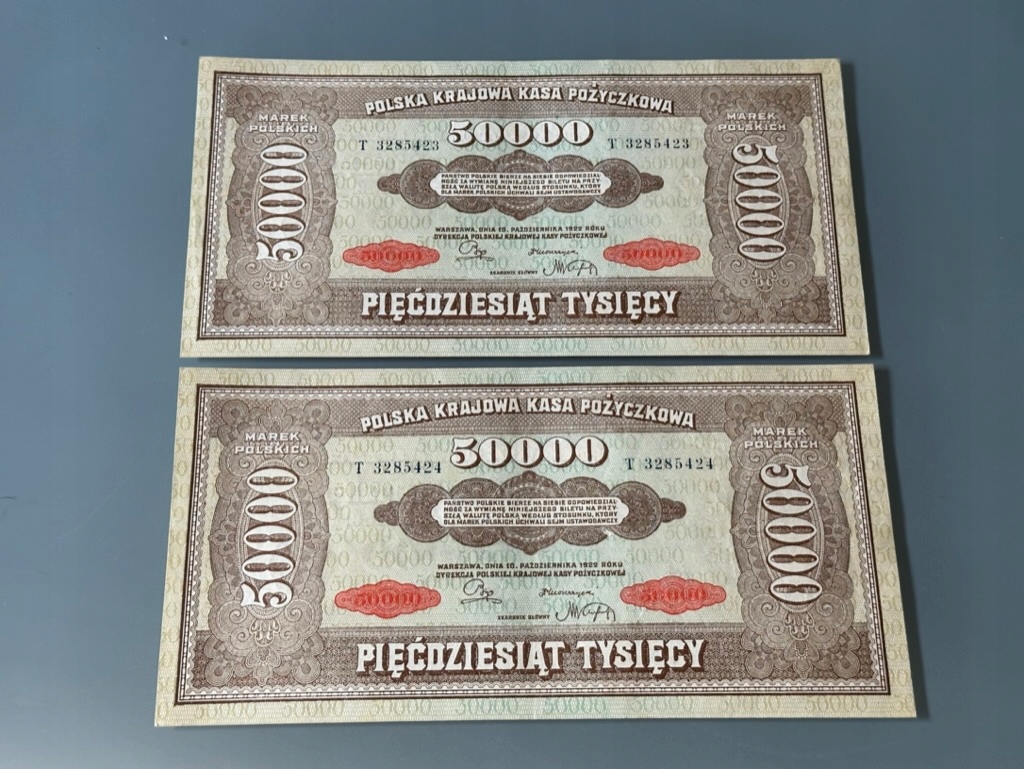 POLSKA KRAJOWA KASA POŻYCZKOWA
MAREK POLSKICH
MAREK POLSKICH
50000
T 3285423
T 3285423
50000
50000
PAŃSTWO POLSKIE BIERZE NA SIEBIE ODPOWIEDZIAL
NOŚĆ ZA WYMIANĘ NINIEJSZEGO BILETU NA PRZY-
SZŁĄ WALUTĘ POLSKĄ WEDŁUG STOSUNKU, KTÓRY
DLA MAREK POLSKICH UCHWALI SEJM USTAWODAWCZY
WARSZAWA, DNIA 10. PAŹDZIERNIKA 1922 ROKU
DYREKCJA POLSKIEJ KRAJOWEJ KASY POŻYCZKOWEJ
50000
50000
SKARBNIK GŁÓWNY
PIĘĆDZIESIĄT TYSIĘCY
POLSKA KRAJOWA KASA POŻYCZKOWA
MAREK POLSKICH
MAREK POLSKICH
50000
T 3285424
T 3285424
50000
50000
PAŃSTWO POLSKIE BIERZE NA SIEBIE ODPOWIEDZIAL
NOŚĆ ZA WYMIANĘ NINIEJSZEGO BILETU NA PRZY-
SZŁĄ WALUTĘ POLSKĄ WEDŁUG STOSUNKU, KTÓRY
DLA MAREK POLSKICH UCHWALI SEJM USTAWODAWCZY
WARSZAWA, DNIA 10. PAŹDZIERNIKA 1922 ROKU
DYREKCJA POLSKIEJ KRAJOWEJ KASY POŻYCZKOWEJ
50000
50000
SKARBNIK GŁÓWNY
PIĘĆDZIESIĄT TYSIĘCY